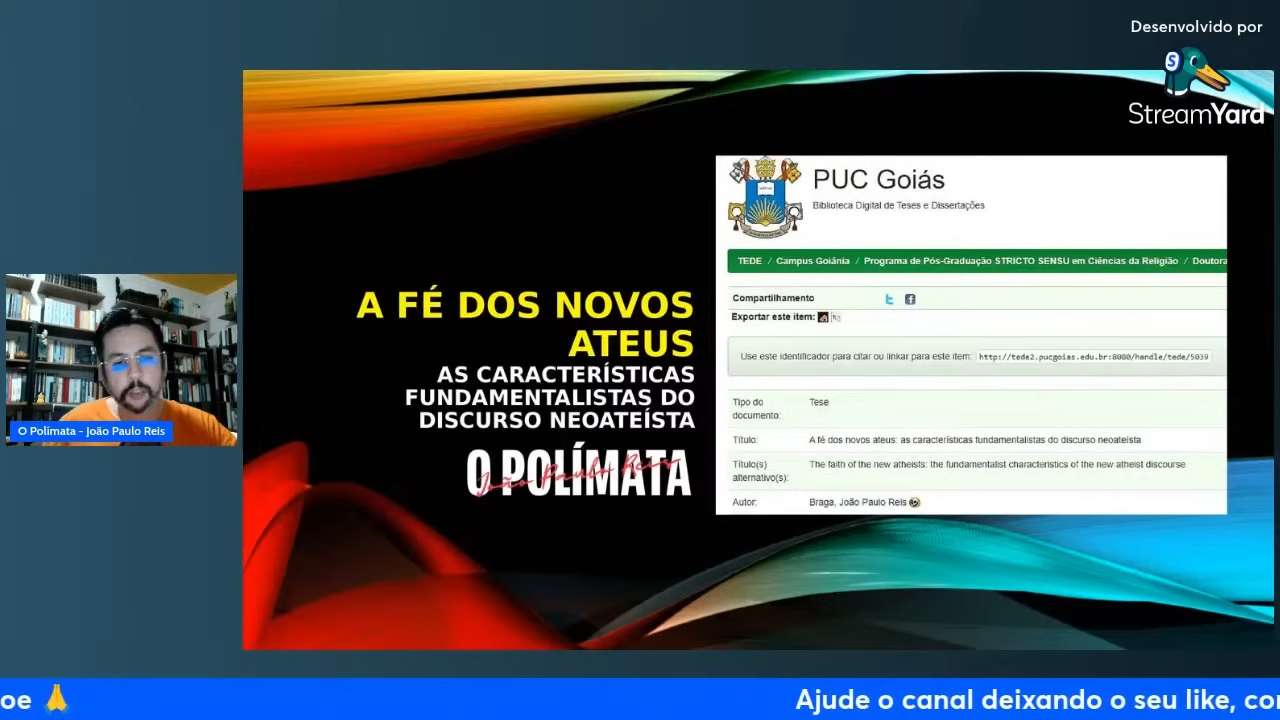 Desenvolvido por
StreamYard
PUC Goiás
Biblioteca Digital de Teses e Dissertações
TEDE / Campus Goiânia / Programa de Pós-Graduação STRICTO SENSU em Ciências da Religião / Doutora
Compartilhamento
Exportar este item:
Use este identificador para citar ou linkar para este item: http://tede2.pucgoias.edu.br:8080/handle/tede/5039
Tipo do
documento:
Tese
Título:
A fé dos novos ateus: as características fundamentalistas do discurso neoateísta
Título(s)
alternativo(s):
The faith of the new atheists: the fundamentalist characteristics of the new atheist discourse
Autor:
Braga, João Paulo Reis
A FÉ DOS NOVOS
ATEUS
AS CARACTERÍSTICAS
FUNDAMENTALISTAS DO
DISCURSO NEOATEÍSTA
O POLÍMATA
João Paulo Reis
O Polímata - João Paulo Reis
oe 🙏
Ajude o canal deixando o seu like, co